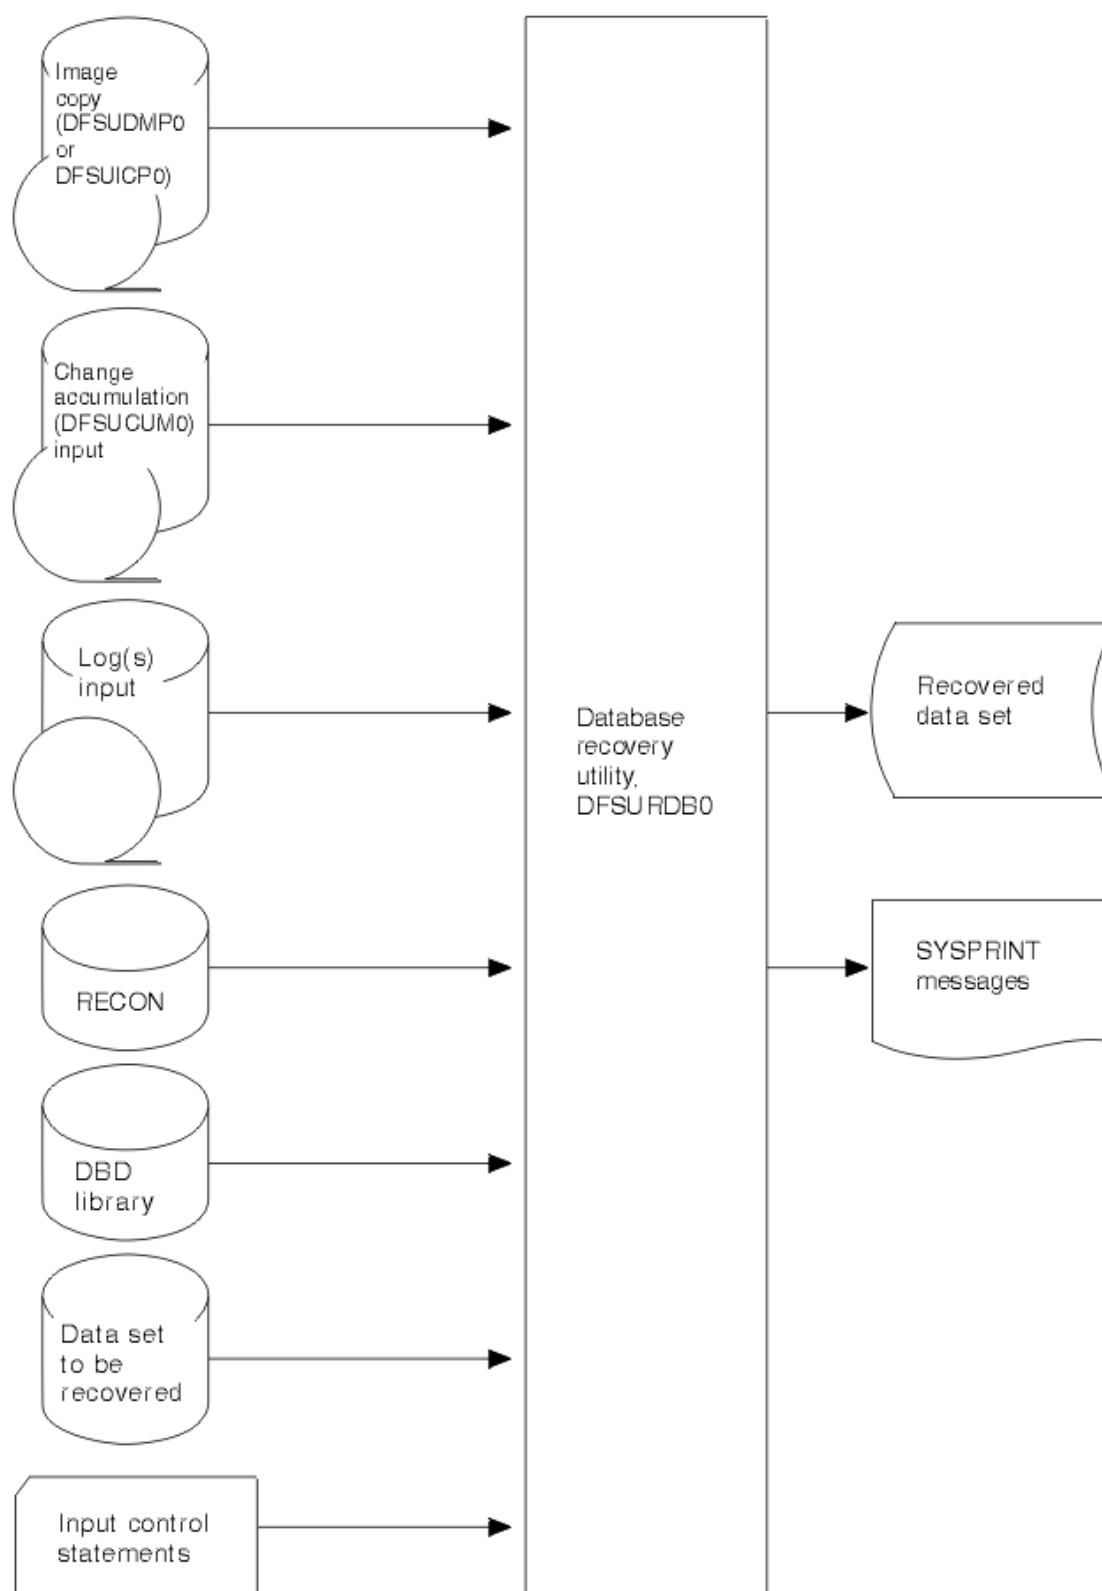 Image
copy
(DFSUDMP0
or
DFSUICP0)
Change
accumulation
(DFSUCUM0)
input
Log(s)
input
RECON
DBD
library
Data set
to be
recovered
Input control
statements
Database
recovery
utility,
DFSURDB0
Recovered
data set
SYSPRINT
messages